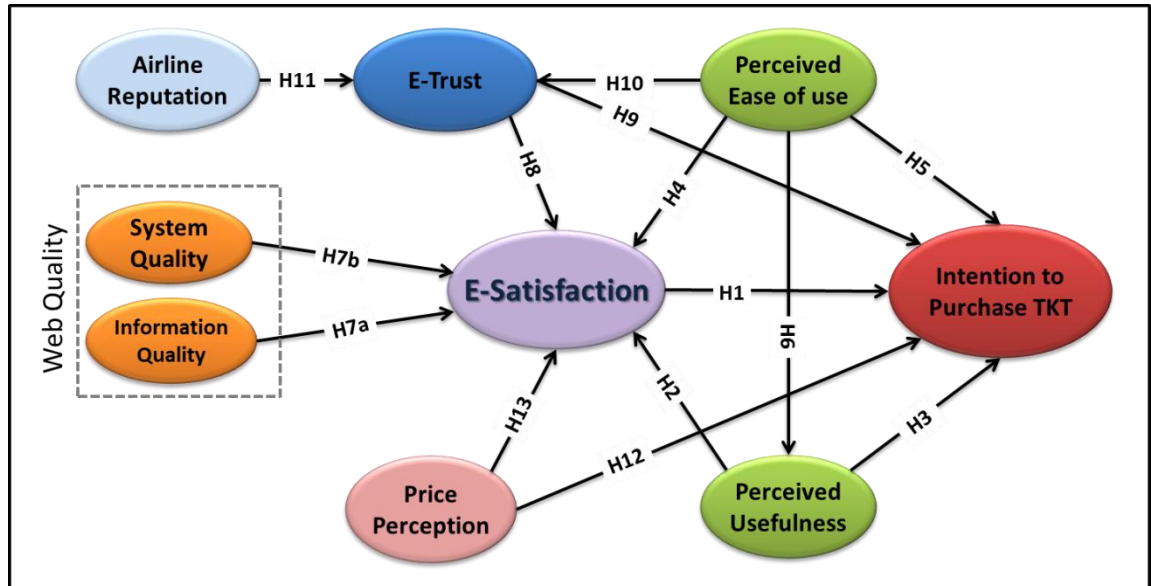 Airline
Reputation
H11
E-Trust
H10
Perceived
Ease of use
H9
H5
H8
H4
Web Quality
System
Quality
H7b
Information
Quality
H7a
E-Satisfaction
H1
Intention to
Purchase TKT
H6
H2
H13
H3
H12
Price
Perception
Perceived
Usefulness